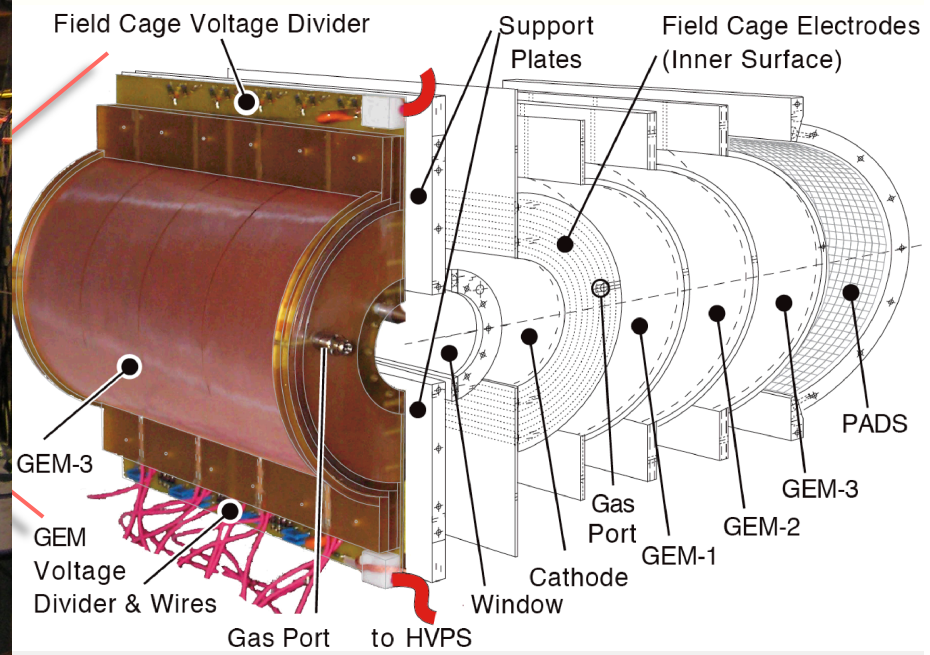 Field Cage Voltage Divider
Support
Plates
Field Cage Electrodes
(Inner Surface)
GEM-3
GEM
Voltage
Divider & Wires
Gas Port
to HVPS
Window
Cathode
Gas
Port
GEM-1
GEM-2
GEM-3
PADS